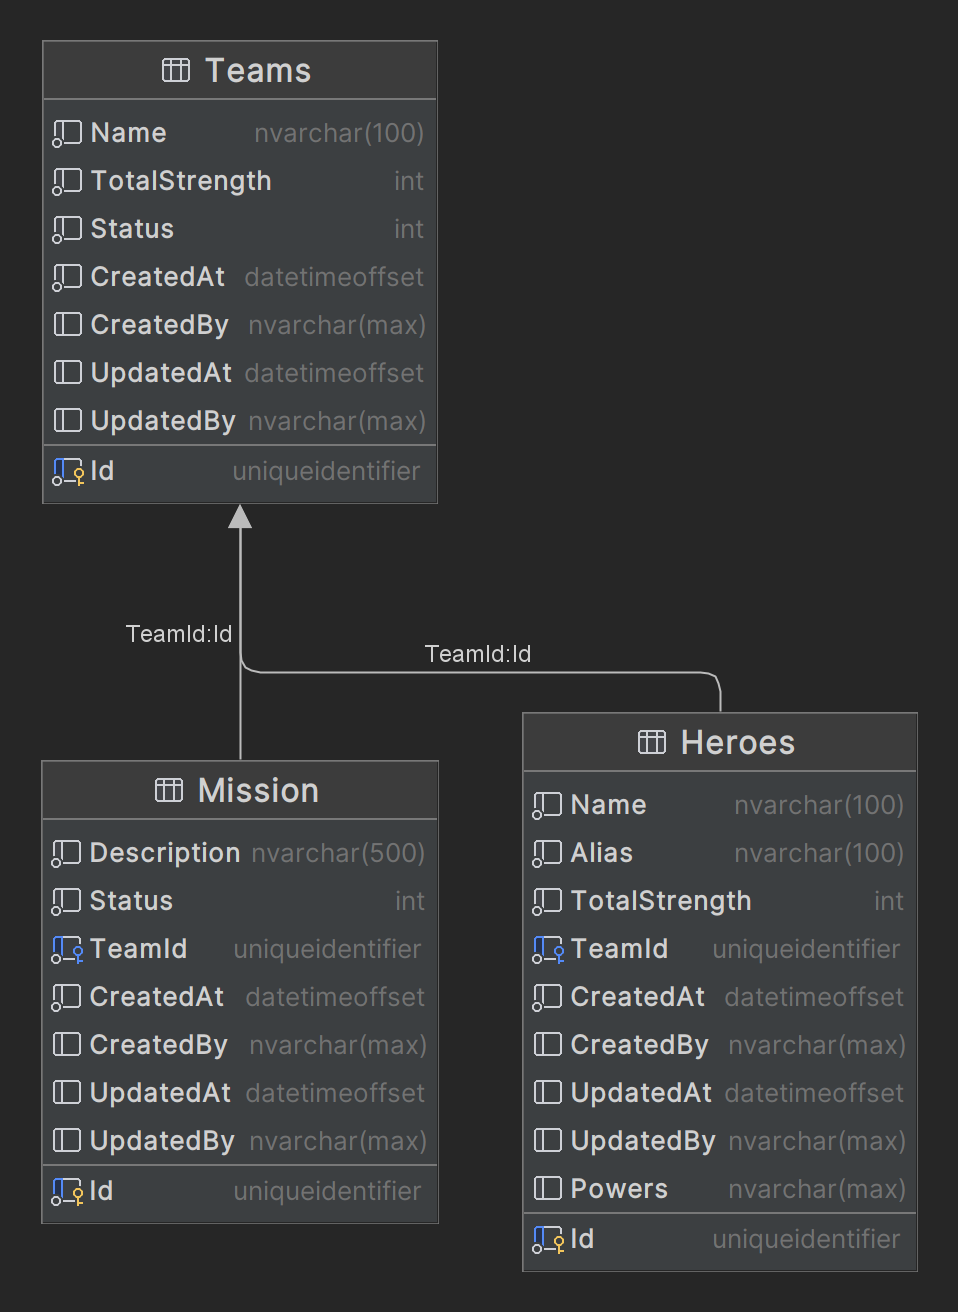 Teams
Name nvarchar(100)
TotalStrength int
Status int
CreatedAt datetimeoffset
CreatedBy nvarchar(max)
UpdatedAt datetimeoffset
UpdatedBy nvarchar(max)
Id uniqueidentifier
TeamId:Id
TeamId:Id
Mission
Description nvarchar(500)
Status int
TeamId uniqueidentifier
CreatedAt datetimeoffset
CreatedBy nvarchar(max)
UpdatedAt datetimeoffset
UpdatedBy nvarchar(max)
Id uniqueidentifier
Heroes
Name nvarchar(100)
Alias nvarchar(100)
TotalStrength int
TeamId uniqueidentifier
CreatedAt datetimeoffset
CreatedBy nvarchar(max)
UpdatedAt datetimeoffset
UpdatedBy nvarchar(max)
Powers nvarchar(max)
Id uniqueidentifier